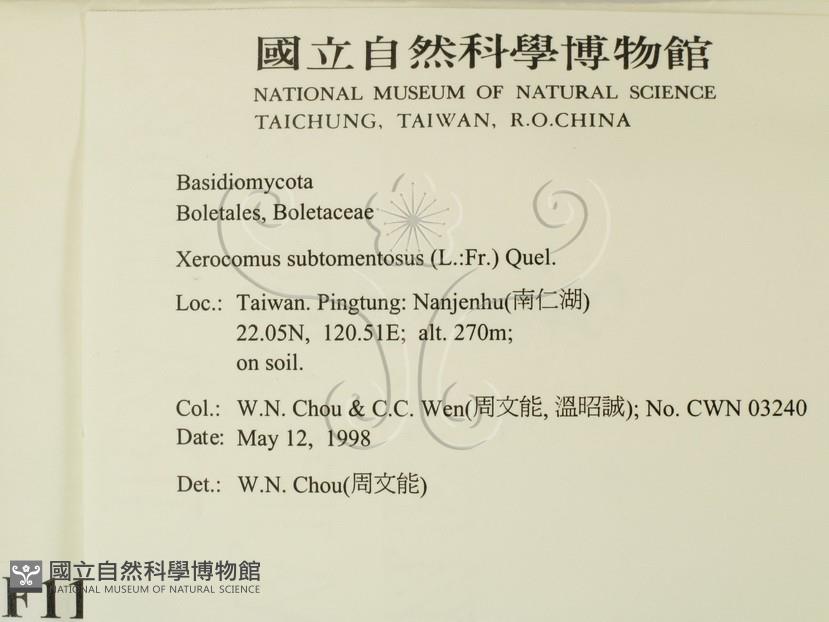 國立自然科學博物館
NATIONAL MUSEUM OF NATURAL SCIENCE
TAICHUNG, TAIWAN, R.O.CHINA
Basidiomycota
Boletales, Boletaceae
Xerocomus subtomentosus (L.:Fr.) Quel.
Loc.: Taiwan. Pingtung: Nanjenhu(南仁湖)
22.05N, 120.51E; alt. 270m;
on soil.
Col.: W.N. Chou & C.C. Wen(周文能, 溫昭誠); No. CWN 03240
Date: May 12, 1998
Det.: W.N. Chou(周文能)
國立自然科學博物館
NATIONAL MUSEUM OF NATURAL SCIENCE